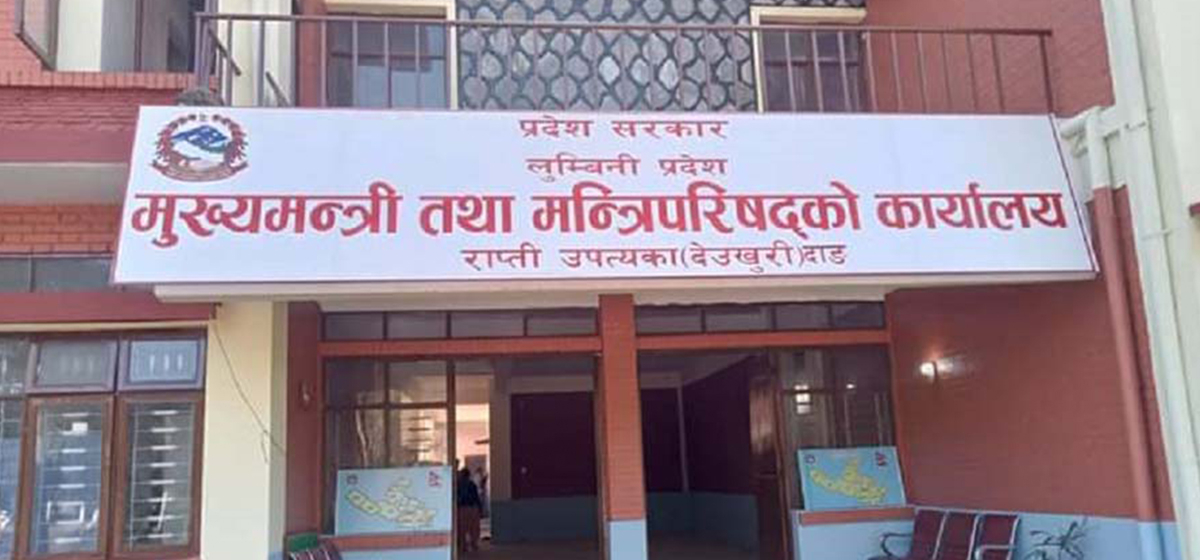 प्रदेश सरकार
लुम्बिनी प्रदेश
मुख्यमन्त्री तथा मन्त्रिपरिषद्को कार्यालय
राप्ती उपत्यका(देउखुरी)दाङ